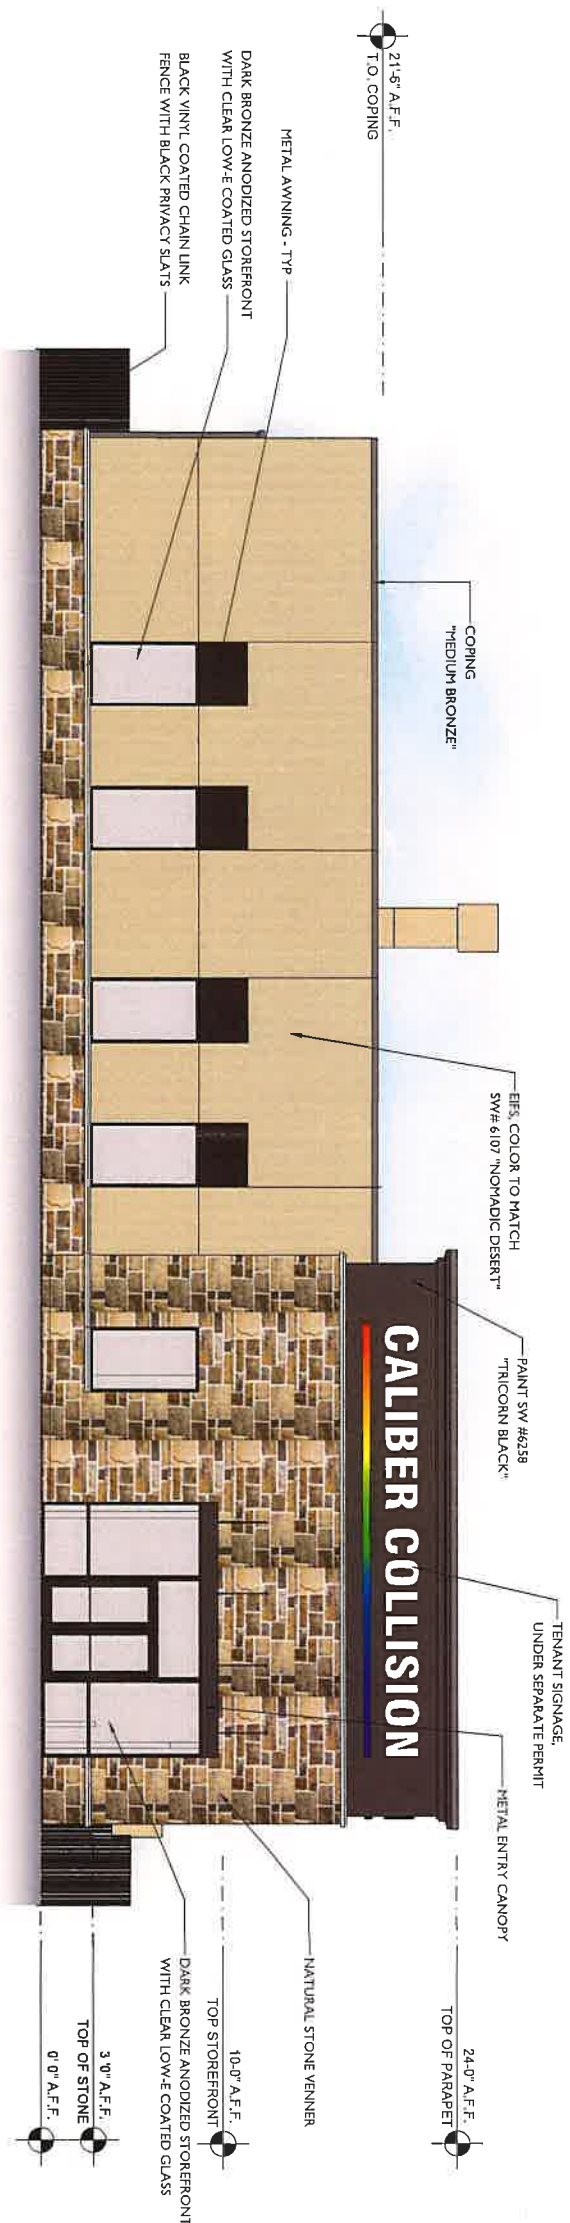 21'-6" A.F.F.
T.O. COPING
METAL AWNING - TYP
DARK BRONZE ANODIZED STOREFRONT
WITH CLEAR LOW-E COATED GLASS
BLACK VINYL COATED CHAIN LINK
FENCE WITH BLACK PRIVACY SLATS
COPING
"MEDIUM BRONZE"
EIFS, COLOR TO MATCH
SW# 6107 "NOMADIC DESERT"
PAINT SW #6258
"TRICORN BLACK"
TENANT SIGNAGE,
UNDER SEPARATE PERMIT
CALIBER COLLISION
METAL ENTRY CANOPY
24'-0" A.F.F.
TOP OF PARAPET
NATURAL STONE VENNER
10'-0" A.F.F.
TOP STOREFRONT
DARK BRONZE ANODIZED STOREFRONT
WITH CLEAR LOW-E COATED GLASS
3'0" A.F.F.
TOP OF STONE
0'0" A.F.F.